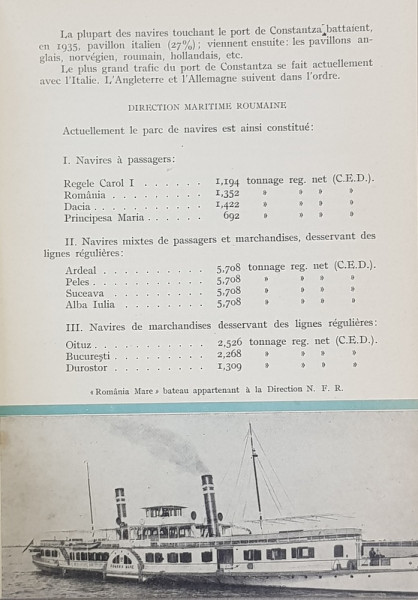 La plupart des navires touchant le port de Constantza battaient,
en 1935, pavillon italien (27%); viennent ensuite: les pavillons an-
glais, norvégien, roumain, hollandais, etc.
Le plus grand trafic du port de Constantza se fait actuellement
avec l'Italie. L'Angleterre et l'Allemagne suivent dans l'ordre.
DIRECTION MARITIME ROUMAINE
Actuellement le parc de navires est ainsi constitué:
I. Navires à passagers:
Regele Carol I . . . . . . 1,194 tonnage reg. net (C.E.D.).
România . . . . . . . . 1,352 » » » »
Dacia . . . . . . . . . 1,422 » » » »
Principesa Maria . . . . . . 692 » » » »
II. Navires mixtes de passagers et marchandises, desservant des
lignes régulières:
Ardeal . . . . . . . . . 5,708 tonnage reg. net (C.E.D.).
Peles . . . . . . . . . . 5,708 » » » »
Suceava . . . . . . . . 5,708 » » » »
Alba Iulia . . . . . . . . 5,708 » » » »
III. Navires de marchandises desservant des lignes régulières:
Oituz . . . . . . . . . . 2,526 tonnage reg. net (C.E.D.).
București . . . . . . . . 2,268 » » » »
Durostor . . . . . . . . 1,309 » » » »
« România Mare » bateau appartenant à la Direction N. F. R.